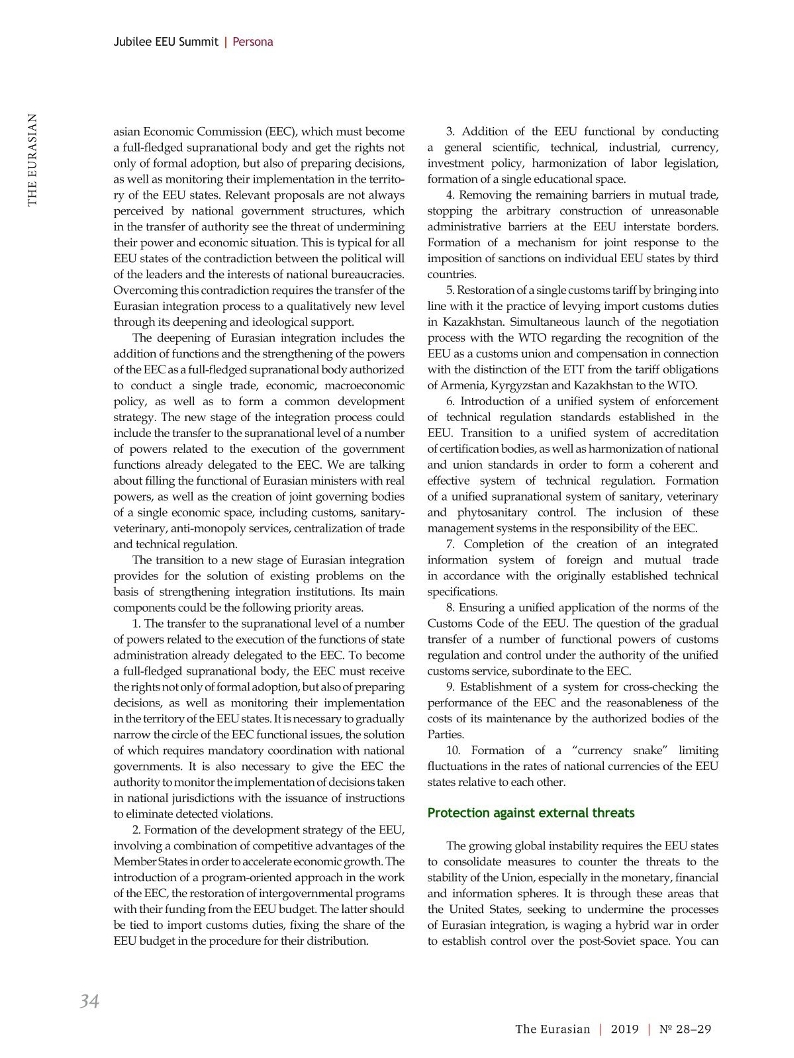 Jubilee EEU Summit | Persona
THE EURASIAN
asian Economic Commission (EEC), which must become
a full-fledged supranational body and get the rights not
only of formal adoption, but also of preparing decisions,
as well as monitoring their implementation in the territo-
ry of the EEU states. Relevant proposals are not always
perceived by national government structures, which
in the transfer of authority see the threat of undermining
their power and economic situation. This is typical for all
EEU states of the contradiction between the political will
of the leaders and the interests of national bureaucracies.
Overcoming this contradiction requires the transfer of the
Eurasian integration process to a qualitatively new level
through its deepening and ideological support.
The deepening of Eurasian integration includes the
addition of functions and the strengthening of the powers
of the EEC as a full-fledged supranational body authorized
to conduct a single trade, economic, macroeconomic
policy, as well as to form a common development
strategy. The new stage of the integration process could
include the transfer to the supranational level of a number
of powers related to the execution of the government
functions already delegated to the EEC. We are talking
about filling the functional of Eurasian ministers with real
powers, as well as the creation of joint governing bodies
of a single economic space, including customs, sanitary-
veterinary, anti-monopoly services, centralization of trade
and technical regulation.
The transition to a new stage of Eurasian integration
provides for the solution of existing problems on the
basis of strengthening integration institutions. Its main
components could be the following priority areas.
1. The transfer to the supranational level of a number
of powers related to the execution of the functions of state
administration already delegated to the EEC. To become
a full-fledged supranational body, the EEC must receive
the rights not only of formal adoption, but also of preparing
decisions, as well as monitoring their implementation
in the territory of the EEU states. It is necessary to gradually
narrow the circle of the EEC functional issues, the solution
of which requires mandatory coordination with national
governments. It is also necessary to give the EEC the
authority to monitor the implementation of decisions taken
in national jurisdictions with the issuance of instructions
to eliminate detected violations.
2. Formation of the development strategy of the EEU,
involving a combination of competitive advantages of the
Member States in order to accelerate economic growth. The
introduction of a program-oriented approach in the work
of the EEC, the restoration of intergovernmental programs
with their funding from the EEU budget. The latter should
be tied to import customs duties, fixing the share of the
EEU budget in the procedure for their distribution.
3. Addition of the EEU functional by conducting
a general scientific, technical, industrial, currency,
investment policy, harmonization of labor legislation,
formation of a single educational space.
4. Removing the remaining barriers in mutual trade,
stopping the arbitrary construction of unreasonable
administrative barriers at the EEU interstate borders.
Formation of a mechanism for joint response to the
imposition of sanctions on individual EEU states by third
countries.
5. Restoration of a single customs tariff by bringing into
line with it the practice of levying import customs duties
in Kazakhstan. Simultaneous launch of the negotiation
process with the WTO regarding the recognition of the
EEU as a customs union and compensation in connection
with the distinction of the ETT from the tariff obligations
of Armenia, Kyrgyzstan and Kazakhstan to the WTO.
6. Introduction of a unified system of enforcement
of technical regulation standards established in the
EEU. Transition to a unified system of accreditation
of certification bodies, as well as harmonization of national
and union standards in order to form a coherent and
effective system of technical regulation. Formation
of a unified supranational system of sanitary, veterinary
and phytosanitary control. The inclusion of these
management systems in the responsibility of the EEC.
7. Completion of the creation of an integrated
information system of foreign and mutual trade
in accordance with the originally established technical
specifications.
8. Ensuring a unified application of the norms of the
Customs Code of the EEU. The question of the gradual
transfer of a number of functional powers of customs
regulation and control under the authority of the unified
customs service, subordinate to the EEC.
9. Establishment of a system for cross-checking the
performance of the EEC and the reasonableness of the
costs of its maintenance by the authorized bodies of the
Parties.
10. Formation of a “currency snake” limiting
fluctuations in the rates of national currencies of the EEU
states relative to each other.
Protection against external threats
The growing global instability requires the EEU states
to consolidate measures to counter the threats to the
stability of the Union, especially in the monetary, financial
and information spheres. It is through these areas that
the United States, seeking to undermine the processes
of Eurasian integration, is waging a hybrid war in order
to establish control over the post-Soviet space. You can
34
The Eurasian | 2019 | № 28–29